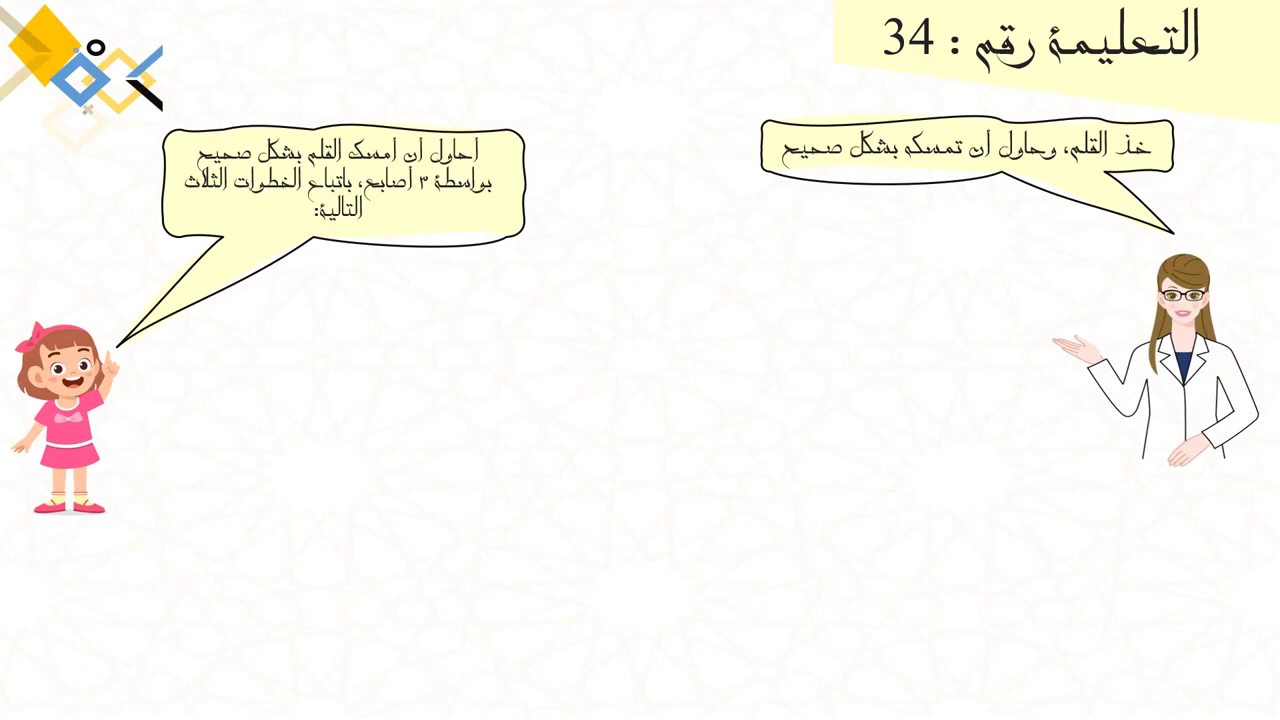 التعليمة رقم : 34
خذ القلم، وحاول أن تمسكه بشكل صحيح
أحاول أن أمسك القلم بشكل صحيح
بواسطة ٣ أصابع، باتباع الخطوات الثلاث
التالية: